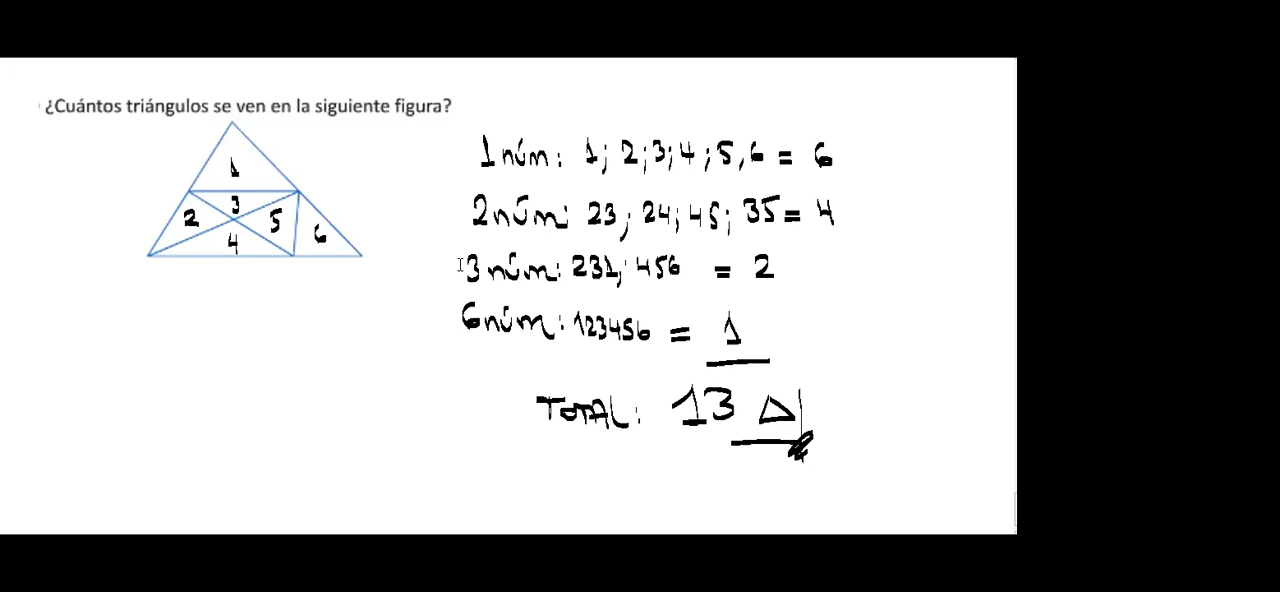 ¿Cuántos triángulos se ven en la siguiente figura?
1
2
3
5
4
6
1 núm: 1; 2; 3; 4; 5, 6 = 6
2 núm: 23; 24; 45; 35 = 4
3 núm: 231; 456 = 2
6 núm: 123456 = 1
TOTAL: 13 Δ